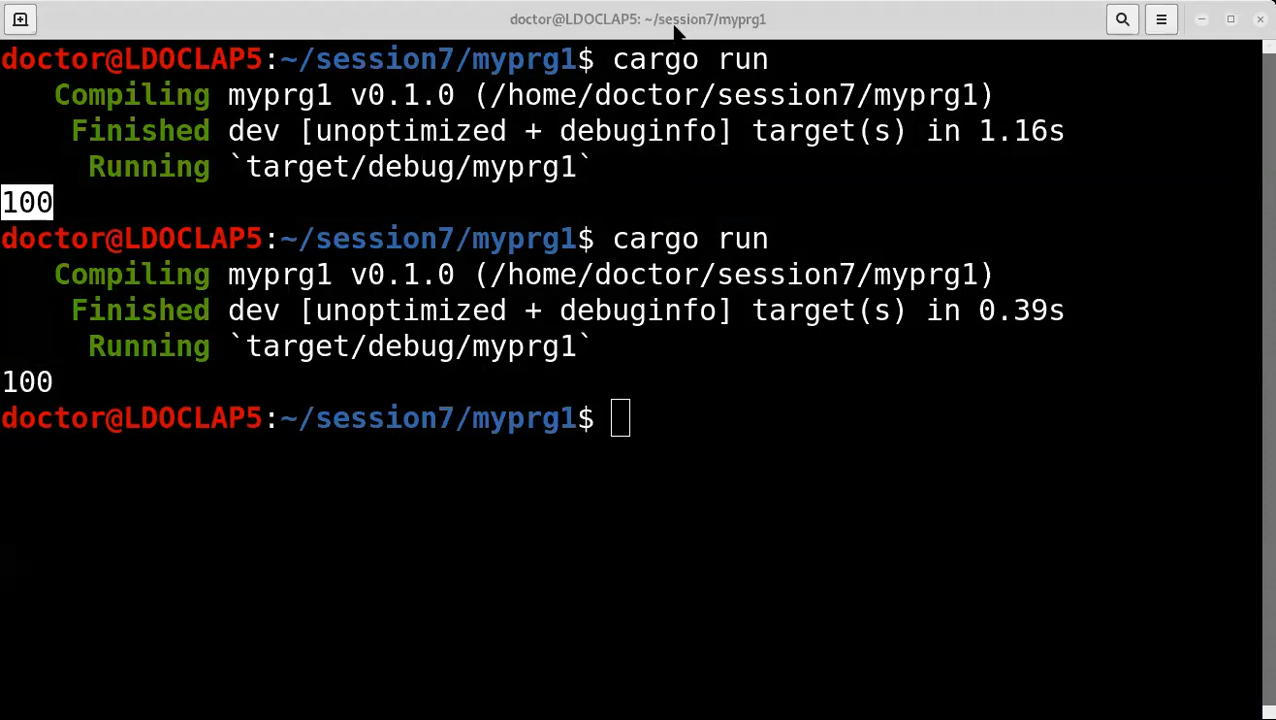 doctor@LDOCLAP5: ~/session7/myprg1
doctor@LDOCLAP5:~/session7/myprg1$ cargo run
Compiling myprg1 v0.1.0 (/home/doctor/session7/myprg1)
Finished dev [unoptimized + debuginfo] target(s) in 1.16s
Running `target/debug/myprg1`
100
doctor@LDOCLAP5:~/session7/myprg1$ cargo run
Compiling myprg1 v0.1.0 (/home/doctor/session7/myprg1)
Finished dev [unoptimized + debuginfo] target(s) in 0.39s
Running `target/debug/myprg1`
100
doctor@LDOCLAP5:~/session7/myprg1$